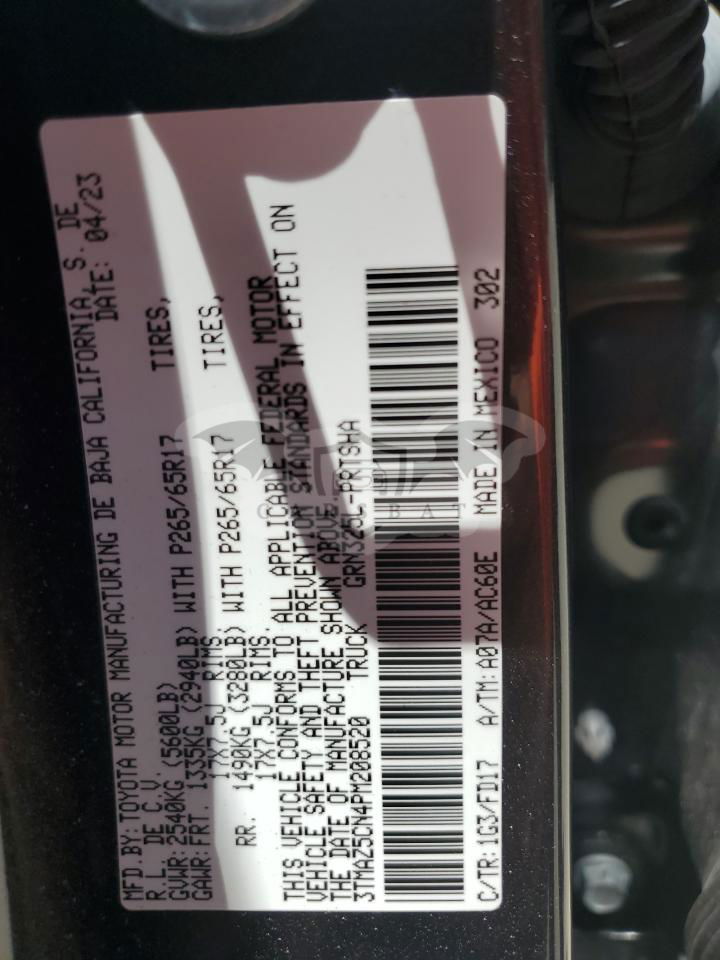 MFD BY: TOYOTA MOTOR MANUFACTURING DE BAJA CALIFORNIA, S. DE
R.L. DE C.V. DATE: 04/23
GVWR: 2540KG (5600LB)
GAWR: FRT. 1335KG (2940LB) WITH P265/65R17 TIRES,
17X7.5J RIMS.
RR. 1490KG (3280LB) WITH P265/65R17 TIRES,
17X7.5J RIMS.
THIS VEHICLE CONFORMS TO ALL APPLICABLE FEDERAL MOTOR
VEHICLE SAFETY AND THEFT PREVENTION STANDARDS IN EFFECT ON
THE DATE OF MANUFACTURE SHOWN ABOVE.
3TMAZ5CN4PM208520 TRUCK GRN325L-PRTSHA
C/TR: 1G3/FD17 A/TM: A07A/AC60E MADE IN MEXICO 302